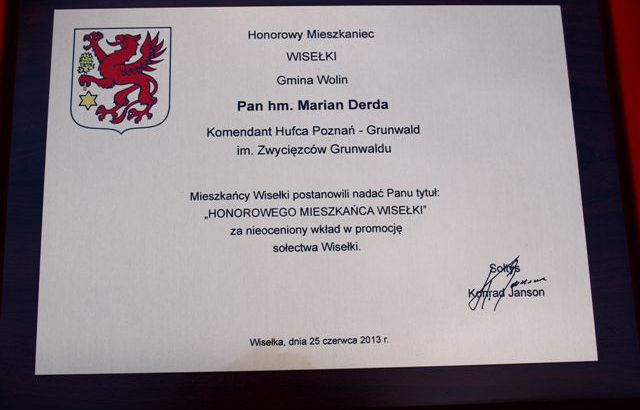 Honorowy Mieszkaniec
WISEŁKI
Gmina Wolin
Pan hm. Marian Derda
Komendant Hufca Poznań - Grunwald
im. Zwycięzców Grunwaldu
Mieszkańcy Wisełki postanowili nadać Panu tytuł:
„HONOROWEGO MIESZKAŃCA WISEŁKI”
za nieoceniony wkład w promocję
sołectwa Wisełki.
Sołtys
Konrad Janson
Wisełka, dnia 25 czerwca 2013 r.